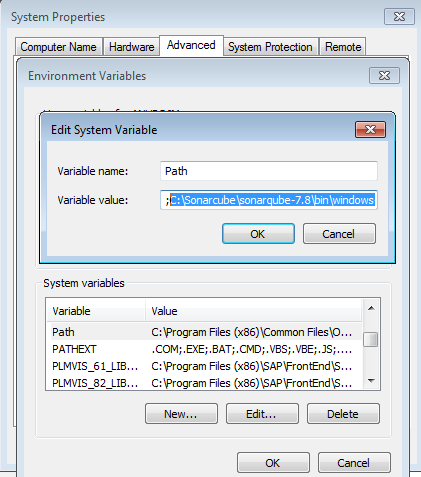 System Properties
Computer Name Hardware Advanced System Protection Remote
Environment Variables
Edit System Variable
Variable name: Path
Variable value: ;C:\Sonarcube\sonarqube-7.8\bin\windows
OK Cancel
System variables
Variable Value
Path C:\Program Files (x86)\Common Files\O...
PATHEXT .COM;.EXE;.BAT;.CMD;.VBS;.VBE;.JS;....
PLMVIS_61_LIB... C:\Program Files (x86)\SAP\FrontEnd\S...
PLMVIS_82_LIB... C:\Program Files (x86)\SAP\FrontEnd\S...
New... Edit... Delete
OK Cancel